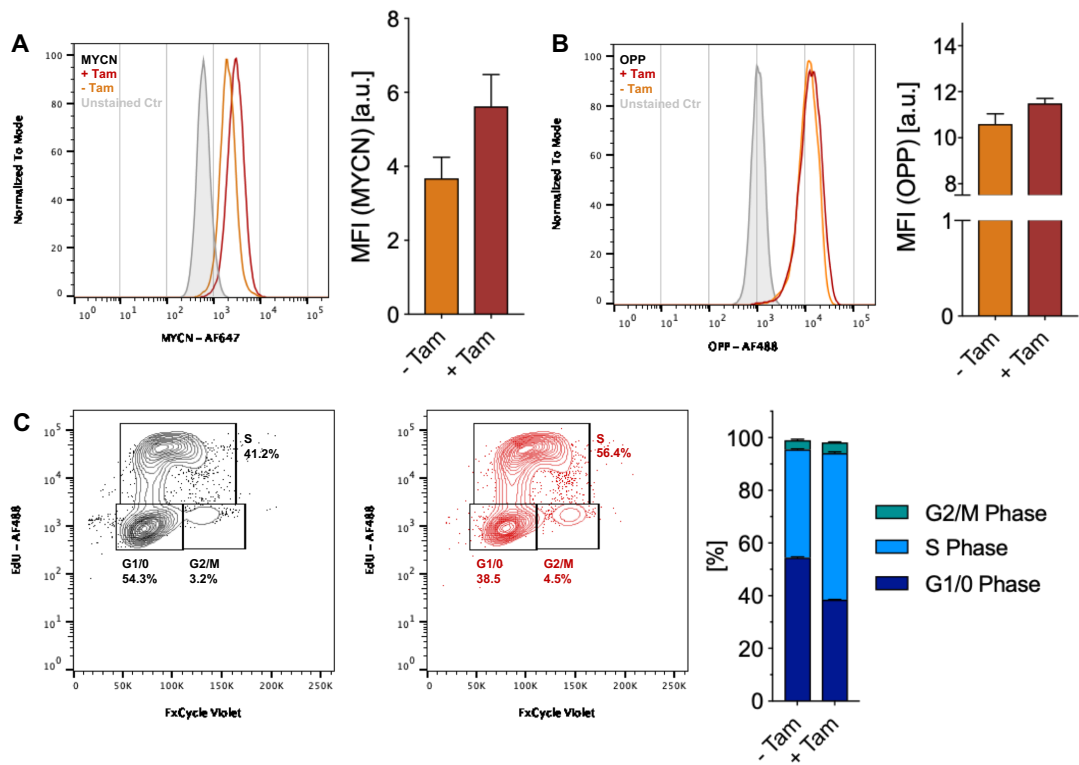 A
MYCN
+ Tam
- Tam
Unstained Ctr
Normalized To Mode
100
80
60
40
20
0
10^0 10^1 10^2 10^3 10^4 10^5
MYCN – AF647
MFI (MYCN) [a.u.]
8
6
4
2
0
- Tam
+ Tam
B
OPP
+ Tam
- Tam
Unstained Ctr
Normalized To Mode
100
80
60
40
20
0
10^0 10^1 10^2 10^3 10^4 10^5
OPP – AF488
MFI (OPP) [a.u.]
14
12
10
8
1
0
- Tam
+ Tam
C
EdU – AF488
10^5
10^4
10^3
10^2
10^1
10^0
S
41.2%
G1/0
54.3%
G2/M
3.2%
0 50K 100K 150K 200K 250K
FxCycle Violet
EdU – AF488
10^5
10^4
10^3
10^2
10^1
10^0
S
56.4%
G1/0
38.5
G2/M
4.5%
0 50K 100K 150K 200K 250K
FxCycle Violet
[%]
100
80
60
40
20
0
- Tam
+ Tam
G2/M Phase
S Phase
G1/0 Phase